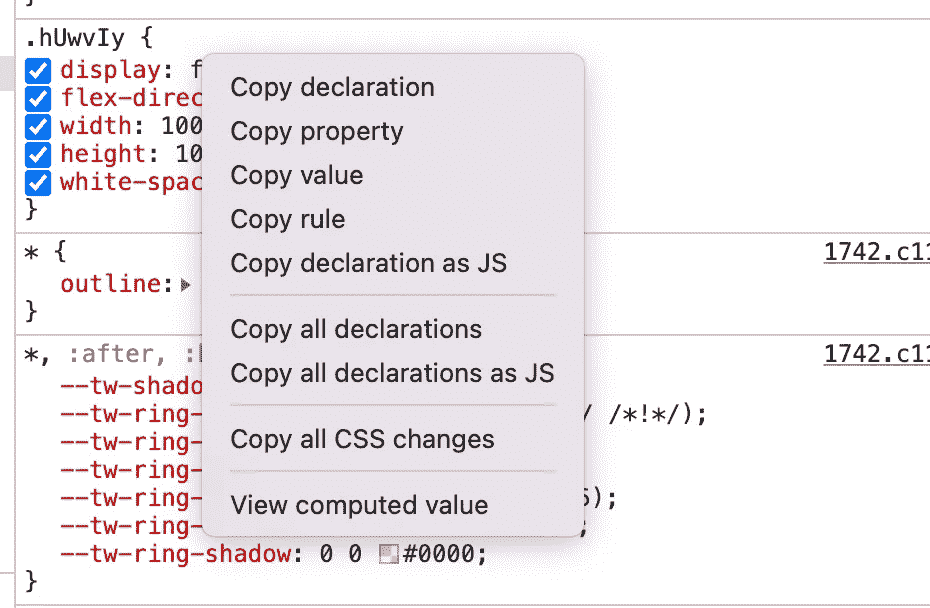 }
.hUwvIy {
display: f
flex-direc
width: 100
height: 10
white-spac
}
* {
1742.c11
outline:
}
*, :after, :
1742.c11
--tw-shado
--tw-ring-
/ /*!*/);
--tw-ring-
--tw-ring-
--tw-ring-
);
--tw-ring-
;
--tw-ring-shadow: 0 0 #0000;
}
Copy declaration
Copy property
Copy value
Copy rule
Copy declaration as JS
Copy all declarations
Copy all declarations as JS
Copy all CSS changes
View computed value